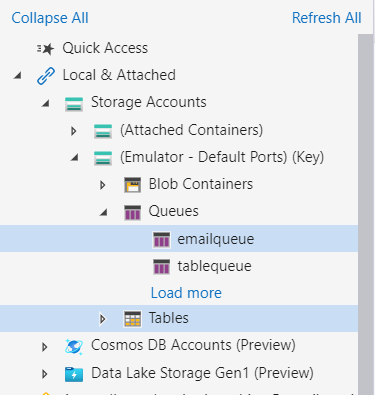 Collapse All Refresh All
Quick Access
Local & Attached
Storage Accounts
(Attached Containers)
(Emulator - Default Ports) (Key)
Blob Containers
Queues
emailqueue
tablequeue
Load more
Tables
Cosmos DB Accounts (Preview)
Data Lake Storage Gen1 (Preview)